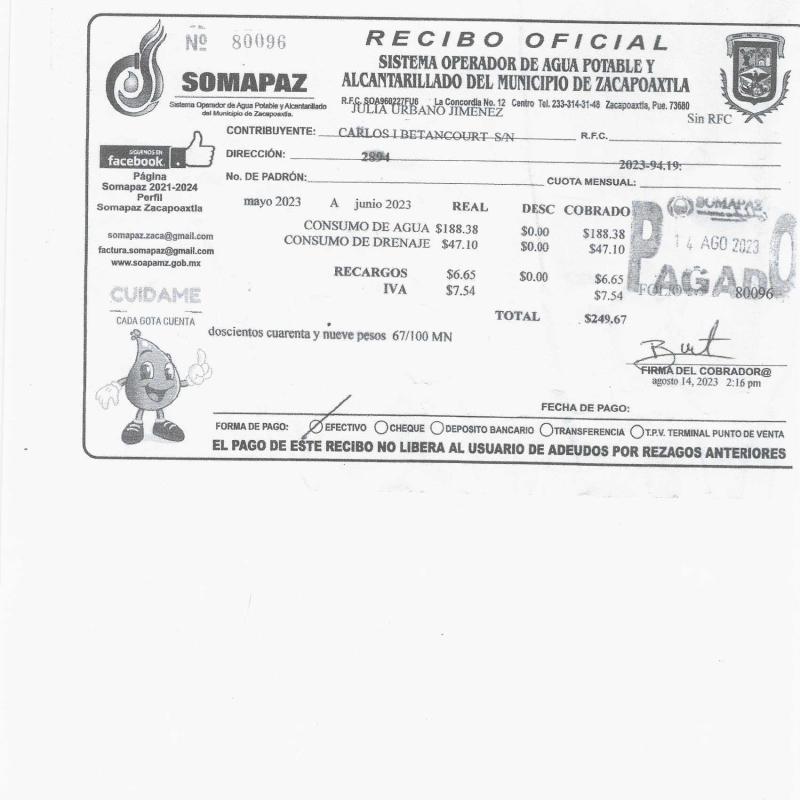 Nº 80096
RECIBO OFICIAL
SISTEMA OPERADOR DE AGUA POTABLE Y
ALCANTARILLADO DEL MUNICIPIO DE ZACAPOAXTLA
SOMAPAZ
Sistema Operador de Agua Potable y Alcantarillado
del Municipio de Zacapoaxtla.
R.F.C. SOA960227FU6 La Concordia No. 12 Centro Tel. 233-314-31-48 Zacapoaxtla, Pue. 73680
JULIA URBANO JIMENEZ Sin RFC
CONTRIBUYENTE: CARLOS I BETANCOURT S/N R.F.C.
DIRECCIÓN: 2894 2023-94.19:
No. DE PADRÓN: CUOTA MENSUAL:
SIGUENOS EN
facebook.
Página
Somapaz 2021-2024
Perfil
Somapaz Zacapoaxtla
somapaz.zaca@gmail.com
factura.somapaz@gmail.com
www.soapamz.gob.mx
CUIDAME
CADA GOTA CUENTA
mayo 2023 A junio 2023 REAL DESC COBRADO
CONSUMO DE AGUA $188.38 $0.00 $188.38
CONSUMO DE DRENAJE $47.10 $0.00 $47.10
RECARGOS $6.65 $0.00 $6.65
IVA $7.54 $7.54
TOTAL $249.67
SOMAPAZ
14 AGO 2023
PAGADO
FOLIO 80096
doscientos cuarenta y nueve pesos 67/100 MN
FIRMA DEL COBRADOR@
agosto 14, 2023 2:16 pm
FECHA DE PAGO:
FORMA DE PAGO: EFECTIVO CHEQUE DEPOSITO BANCARIO TRANSFERENCIA T.P.V. TERMINAL PUNTO DE VENTA
EL PAGO DE ESTE RECIBO NO LIBERA AL USUARIO DE ADEUDOS POR REZAGOS ANTERIORES